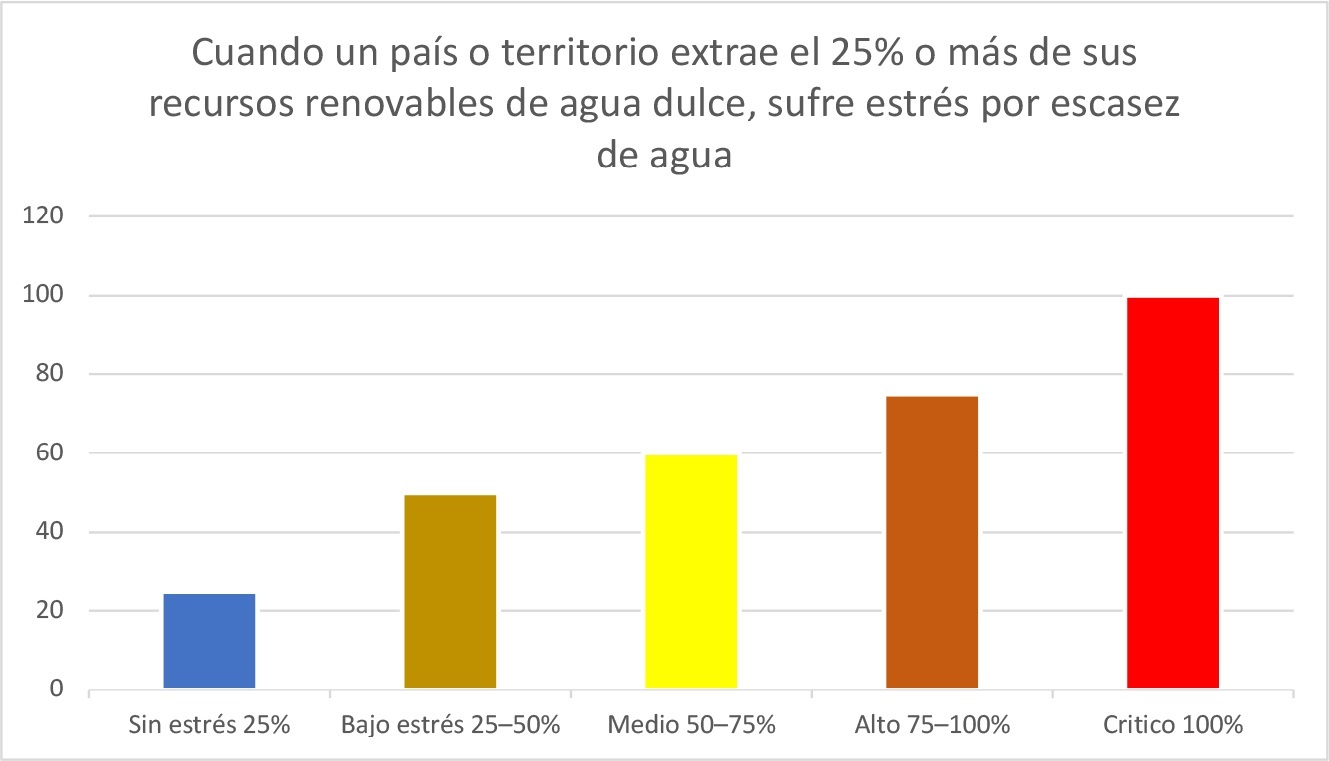 Cuando un país o territorio extrae el 25% o más de sus
recursos renovables de agua dulce, sufre estrés por escasez
de agua
120
100
80
60
40
20
0
Sin estrés 25%
Bajo estrés 25–50%
Medio 50–75%
Alto 75–100%
Critico 100%